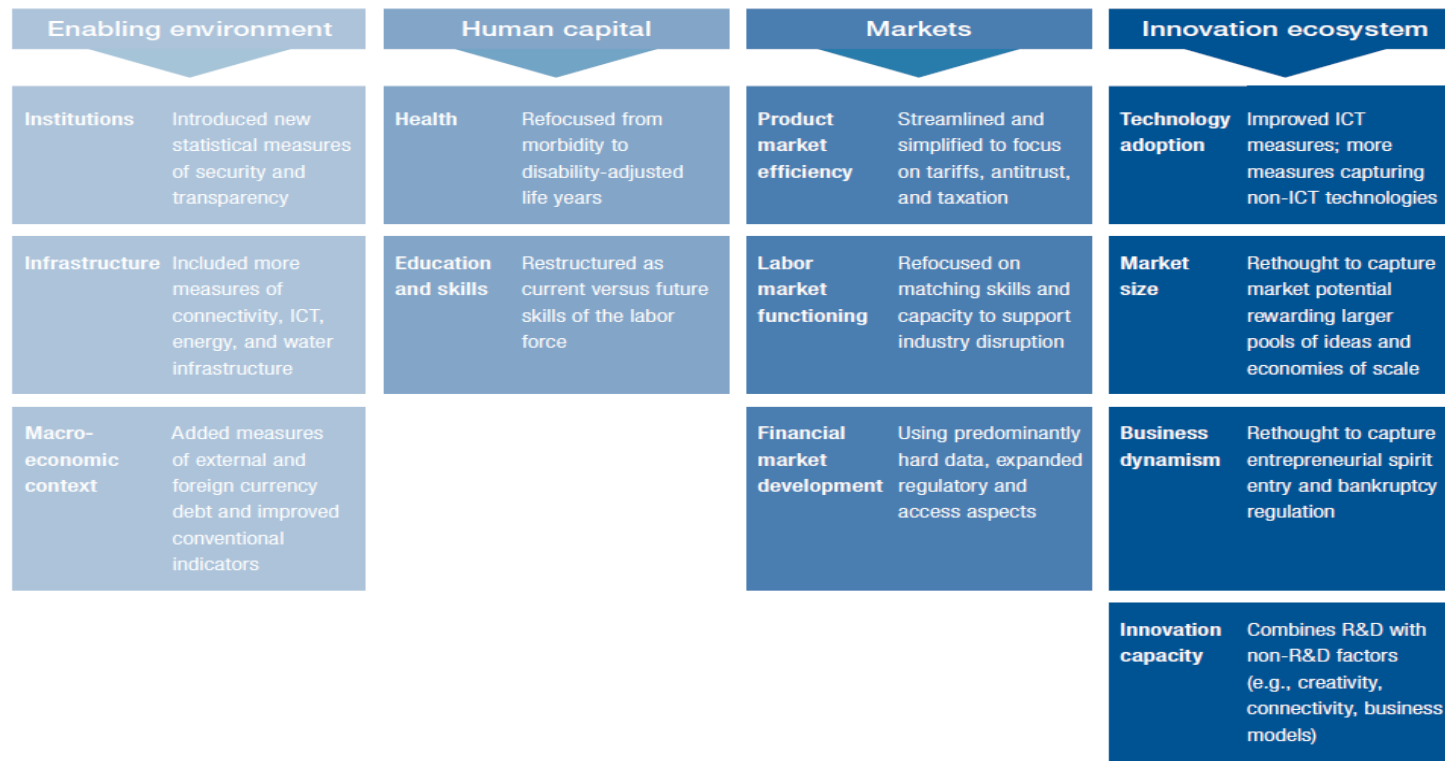 Enabling environment
Human capital
Markets
Innovation ecosystem
Institutions
Introduced new
statistical measures
of security and
transparency
Health
Refocused from
morbidity to
disability-adjusted
life years
Product
market
efficiency
Streamlined and
simplified to focus
on tariffs, antitrust,
and taxation
Technology
adoption
Improved ICT
measures; more
measures capturing
non-ICT technologies
Infrastructure
Included more
measures of
connectivity, ICT,
energy, and water
infrastructure
Education
and skills
Restructured as
current versus future
skills of the labor
force
Labor
market
functioning
Refocused on
matching skills and
capacity to support
industry disruption
Market
size
Rethought to capture
market potential
rewarding larger
pools of ideas and
economies of scale
Macro-
economic
context
Added measures
of external and
foreign currency
debt and improved
conventional
indicators
Financial
market
development
Using predominantly
hard data, expanded
regulatory and
access aspects
Business
dynamism
Rethought to capture
entrepreneurial spirit
entry and bankruptcy
regulation
Innovation
capacity
Combines R&D with
non-R&D factors
(e.g., creativity,
connectivity, business
models)